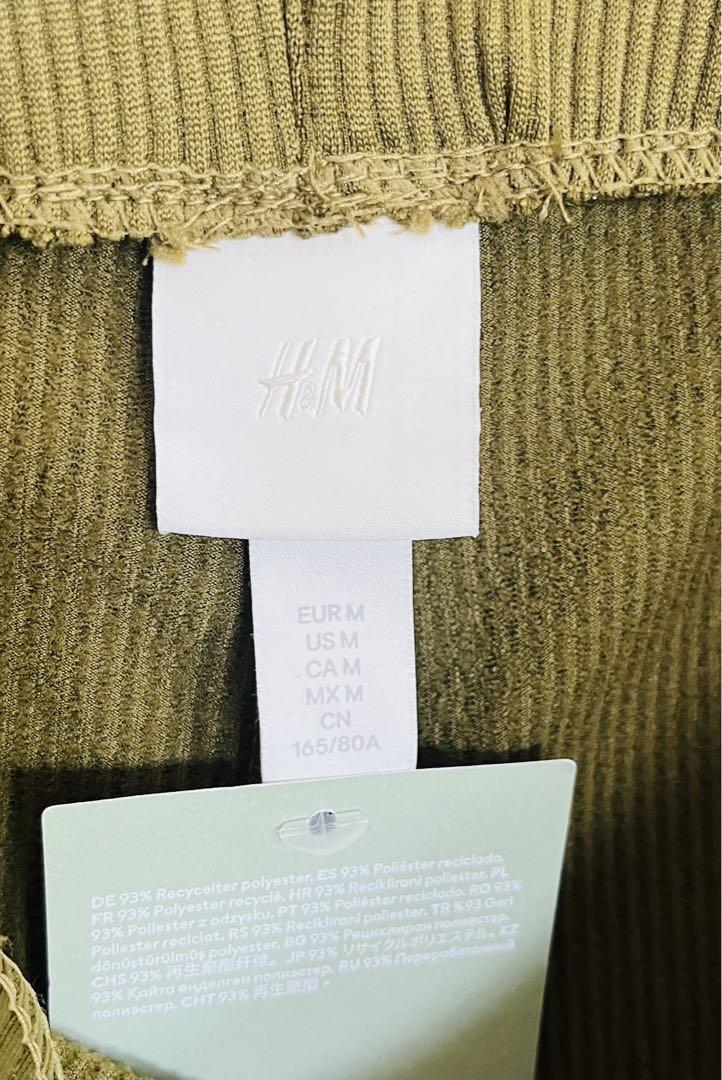 H&M
EUR M
US M
CA M
MX M
CN
165/80A
DE 93% Recycelter polyester. ES 93% Poliéster reciclado.
FR 93% Polyester recyclé. HR 93% Reciklirani poliester. PL
93% Poliester z odzysku. PT 93% Poliéster reciclado. RO 93%
Poliester reciclat. RS 93% Reciklirani poliester. TR %93 Geri
dönüştürülmüş polyester. BG 93% Рециклиран полиестер.
CHS 93% 再生聚酯纤维。 JP 93% リサイクルポリエステル。 KZ
93% Қайта өңделген полиэстер. RU 93% Переработанный
полиэстер. CHT 93% 再生聚酯。